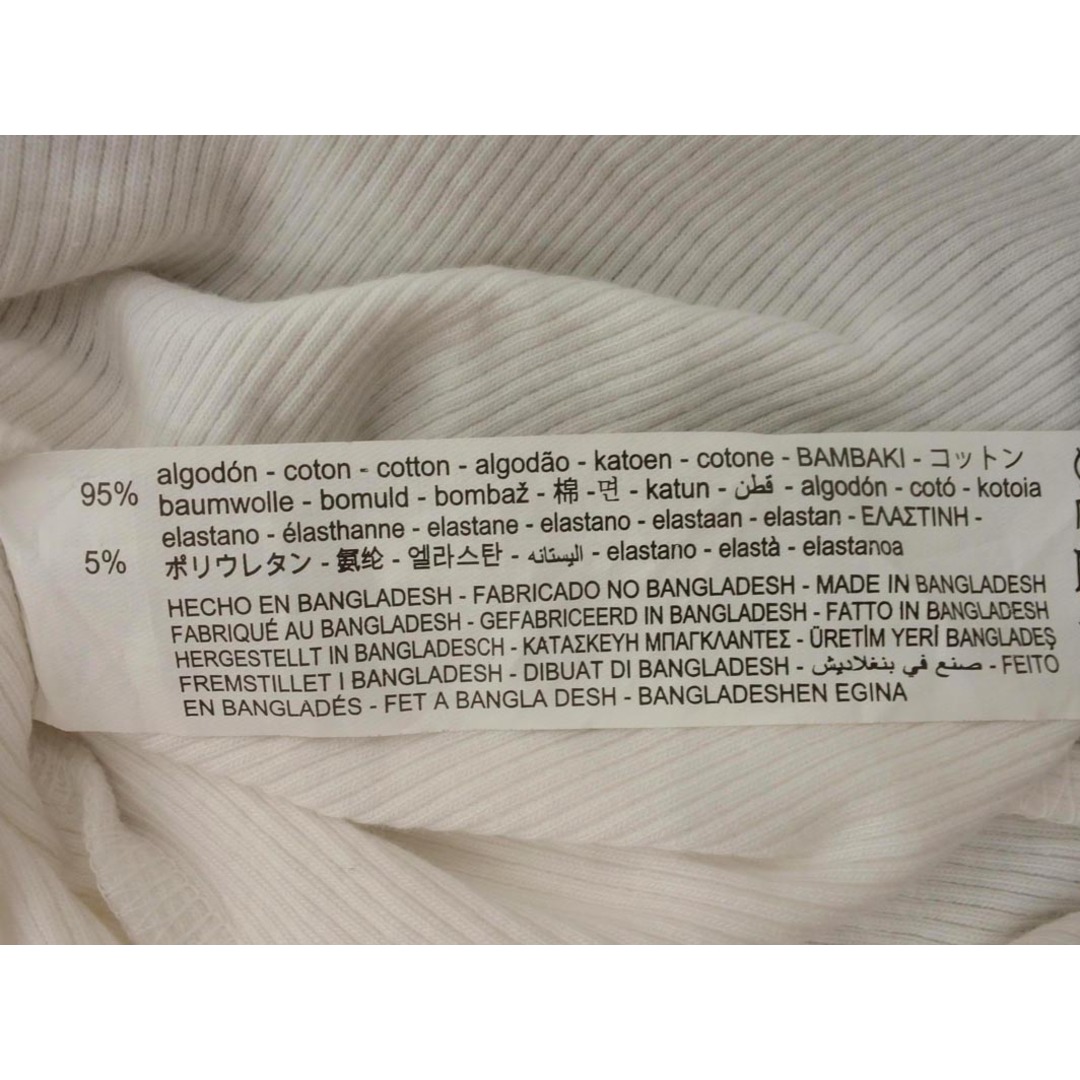 95% algodón - coton - cotton - algodão - katoen - cotone - BAMBAKI - コットン
baumwolle - bomuld - bombaž - 棉 - 면 - katun - قطن - algodón - cotó - kotoia
5% elastano - élasthanne - elastane - elastano - elastaan - elastan - ΕΛΑΣΤΙΝΗ -
ポリウレタン - 氨纶 - 엘라스탄 - اليستانه - elastano - elastà - elastanoa
HECHO EN BANGLADESH - FABRICADO NO BANGLADESH - MADE IN BANGLADESH
FABRIQUÉ AU BANGLADESH - GEFABRICEERD IN BANGLADESH - FATTO IN BANGLADESH
HERGESTELLT IN BANGLADESCH - ΚΑΤΑΣΚΕΥΗ ΜΠΑΓΚΛΑΝΤΕΣ - ÜRETİM YERİ BANGLADEŞ
FREMSTILLET I BANGLADESH - DIBUAT DI BANGLADESH - صنع في بنغلاديش - FEITO
EN BANGLADÉS - FET A BANGLA DESH - BANGLADESHEN EGINA